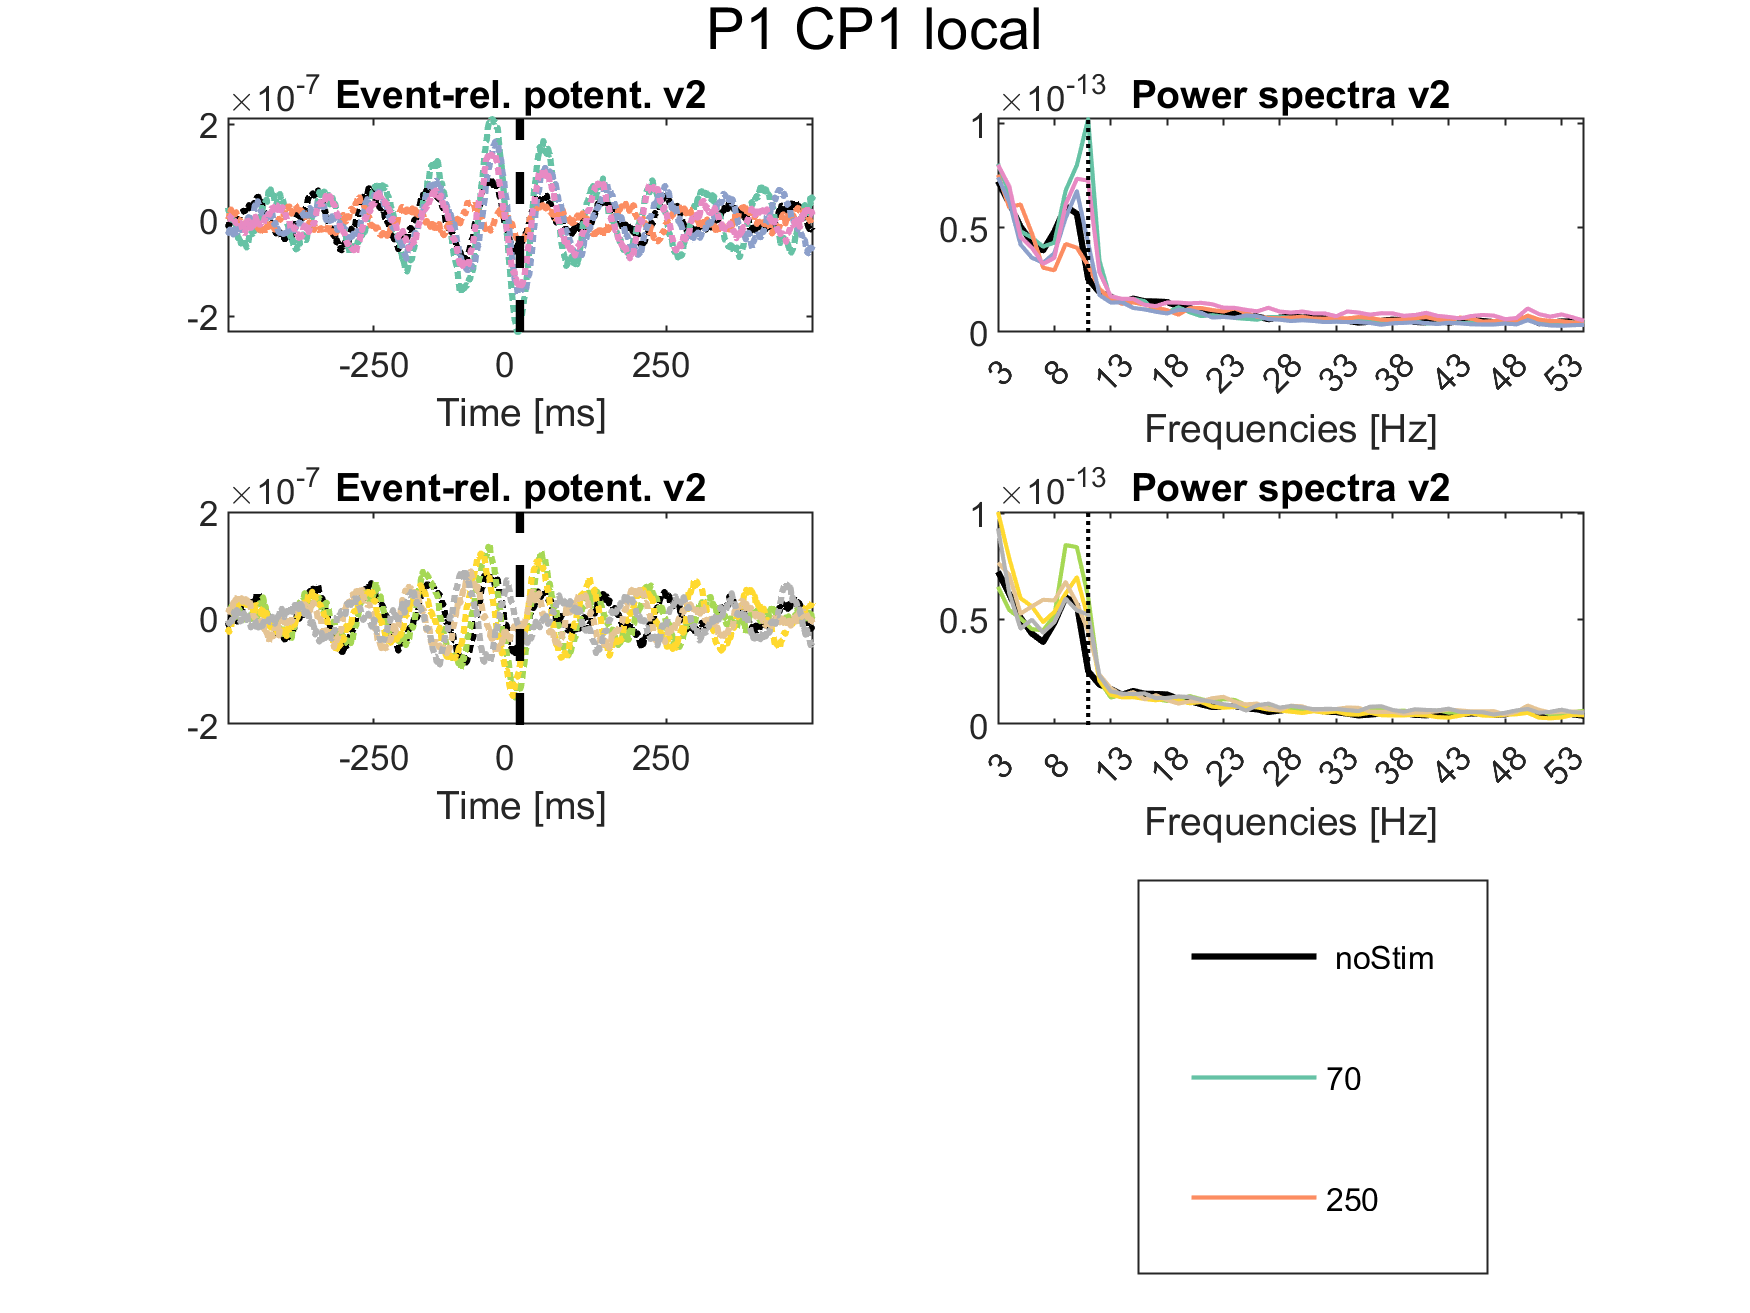 P1 CP1 local
×10-7 Event-rel. potent. v2
2
0
-2
-250 0 250
Time [ms]
×10-13 Power spectra v2
1
0.5
0
3 8 13 18 23 28 33 38 43 48 53
Frequencies [Hz]
×10-7 Event-rel. potent. v2
2
0
-2
-250 0 250
Time [ms]
×10-13 Power spectra v2
1
0.5
0
3 8 13 18 23 28 33 38 43 48 53
Frequencies [Hz]
noStim
70
250